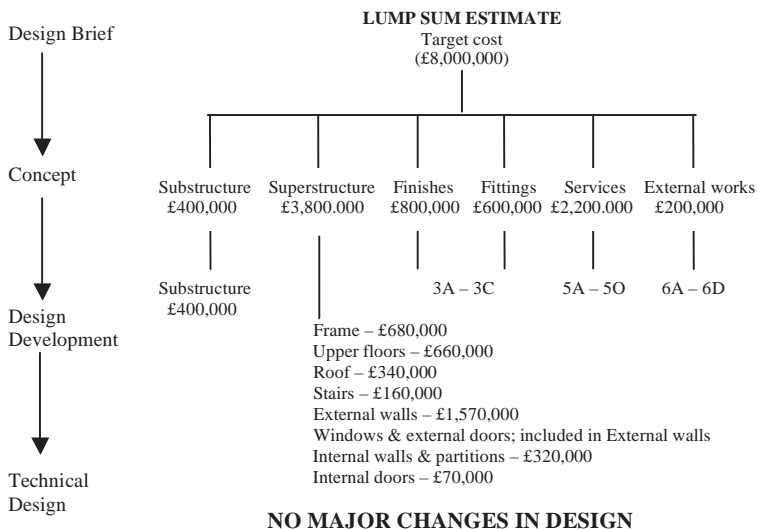 LUMP SUM ESTIMATE
Design Brief
Target cost
(£8,000,000)
Concept
Substructure
£400,000
Superstructure
£3,800.000
Finishes
£800,000
Fittings
£600,000
Services
£2,200.000
External works
£200,000
Substructure
£400,000
3A – 3C
5A – 5O
6A – 6D
Design
Development
Frame – £680,000
Upper floors – £660,000
Roof – £340,000
Stairs – £160,000
External walls – £1,570,000
Windows & external doors; included in External walls
Internal walls & partitions – £320,000
Internal doors – £70,000
Technical
Design
NO MAJOR CHANGES IN DESIGN